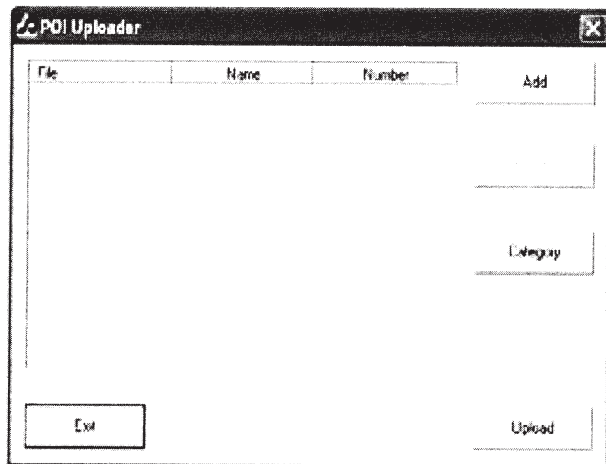 POI Uploader
File Name Number
Add
Category
Exit
Upload